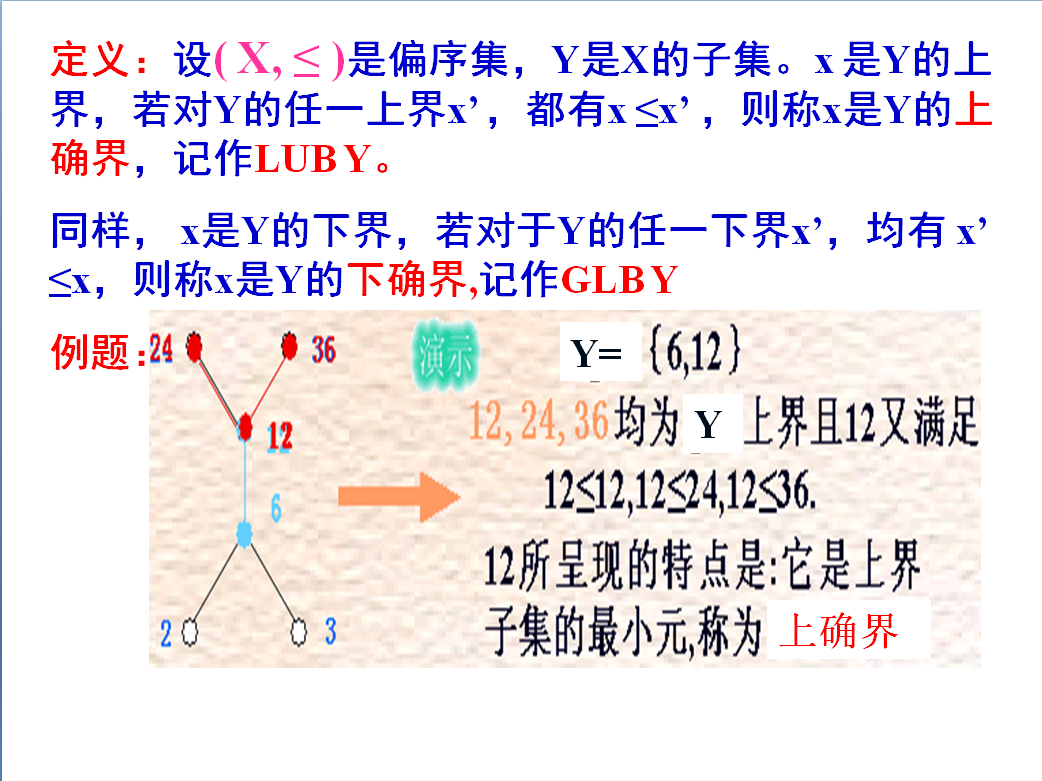 定义：设( X, ≤ )是偏序集，Y是X的子集。x 是Y的上
界，若对Y的任一上界x’，都有x ≤x’，则称x是Y的上
确界，记作LUB Y。
同样， x是Y的下界，若对于Y的任一下界x’，均有 x’
≤x，则称x是Y的下确界,记作GLB Y
例题：
24
36
12
6
2
3
演示
Y= {6,12}
12,24,36均为 Y 上界且12又满足
12≤12,12≤24,12≤36.
12所呈现的特点是:它是上界
子集的最小元,称为 上确界